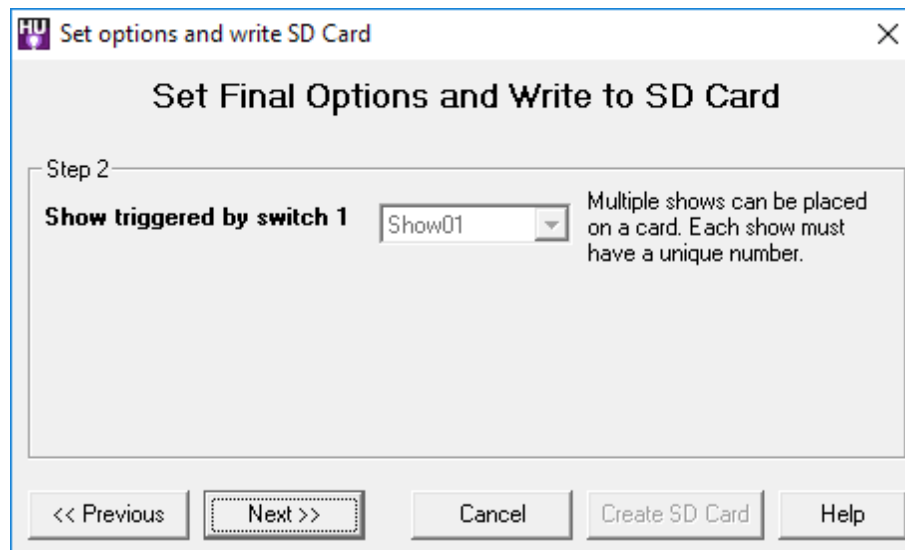 HU Set options and write SD Card
Set Final Options and Write to SD Card
Step 2
Show triggered by switch 1
Show01
Multiple shows can be placed
on a card. Each show must
have a unique number.
<< Previous
Next >>
Cancel
Create SD Card
Help